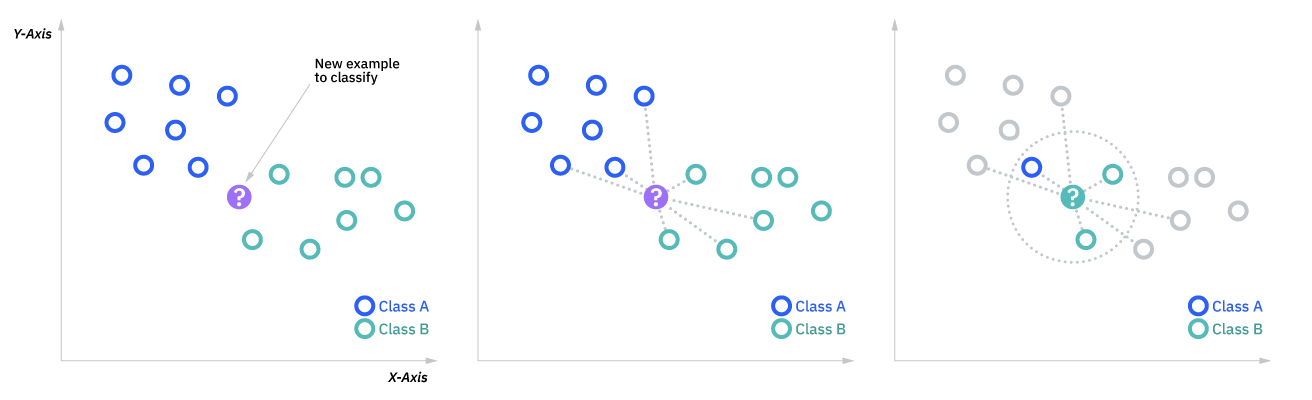 Y-Axis
New example
to classify
?
Class A
Class B
X-Axis
?
Class A
Class B
?
Class A
Class B